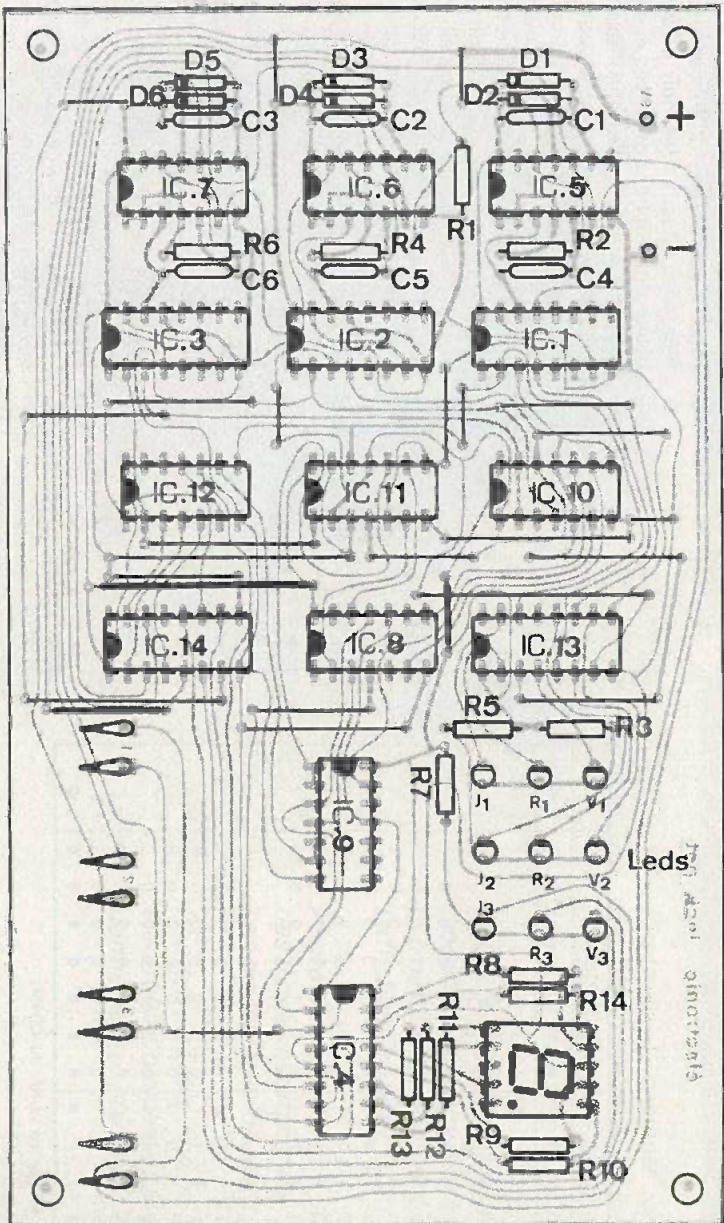 D5 D3 D1
D6 D4 D2
C3 C2 C1 +
IC.7 IC.6 IC.5
R1
R6 R4 R2 −
C6 C5 C4
IC.3 IC.2 IC.1
IC.12 IC.11 IC.10
IC.14 IC.8 IC.13
R5 R3
R7
J1 R1 V1
IC.9
Leds
J2 R2 V2
J3
R3 V3
R8
R14
R11
IC.4
R13 R12
R9
R10
electronic jack net